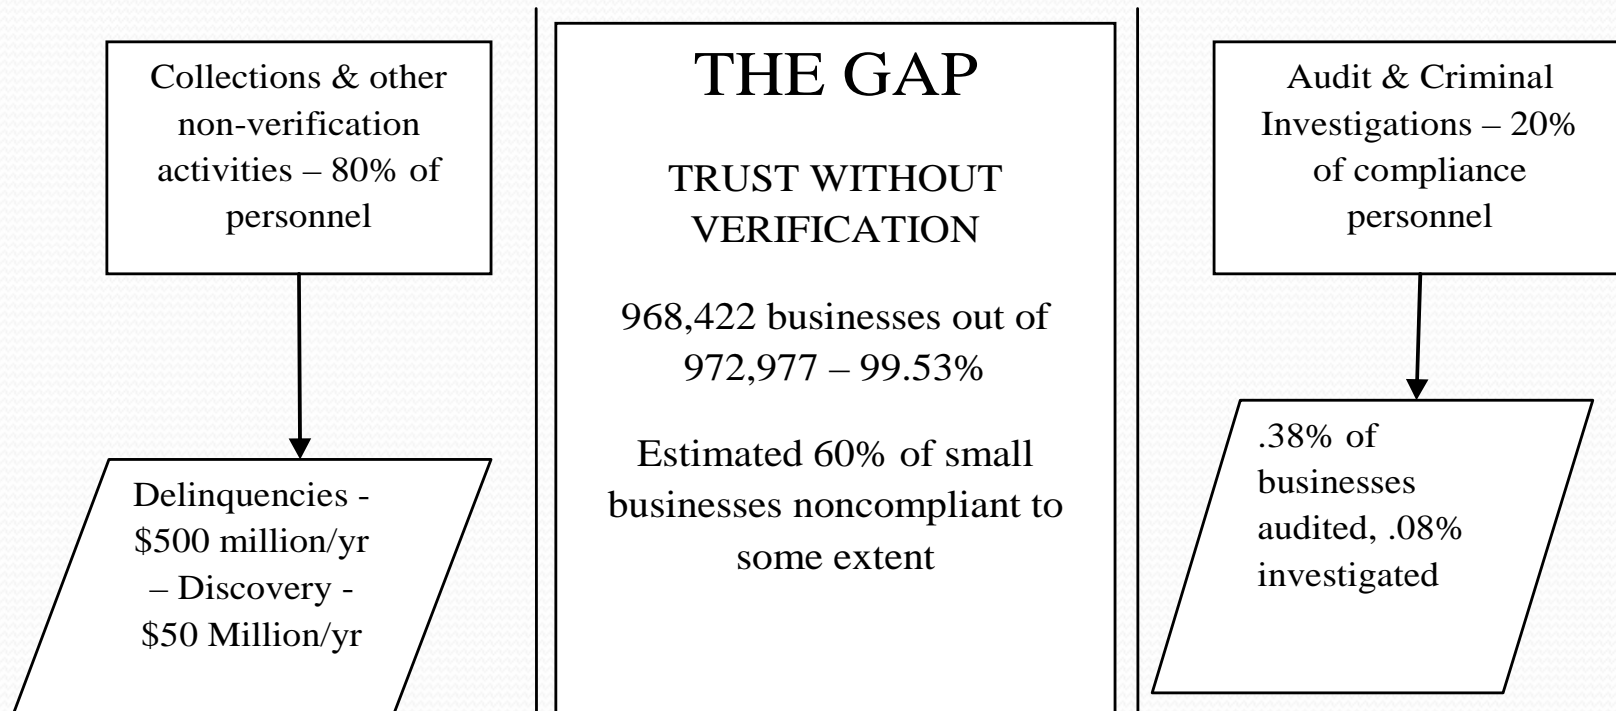 Collections & other
non-verification
activities – 80% of
personnel
Delinquencies -
$500 million/yr
– Discovery -
$50 Million/yr
THE GAP
TRUST WITHOUT
VERIFICATION
968,422 businesses out of
972,977 – 99.53%
Estimated 60% of small
businesses noncompliant to
some extent
Audit & Criminal
Investigations – 20%
of compliance
personnel
.38% of
businesses
audited, .08%
investigated